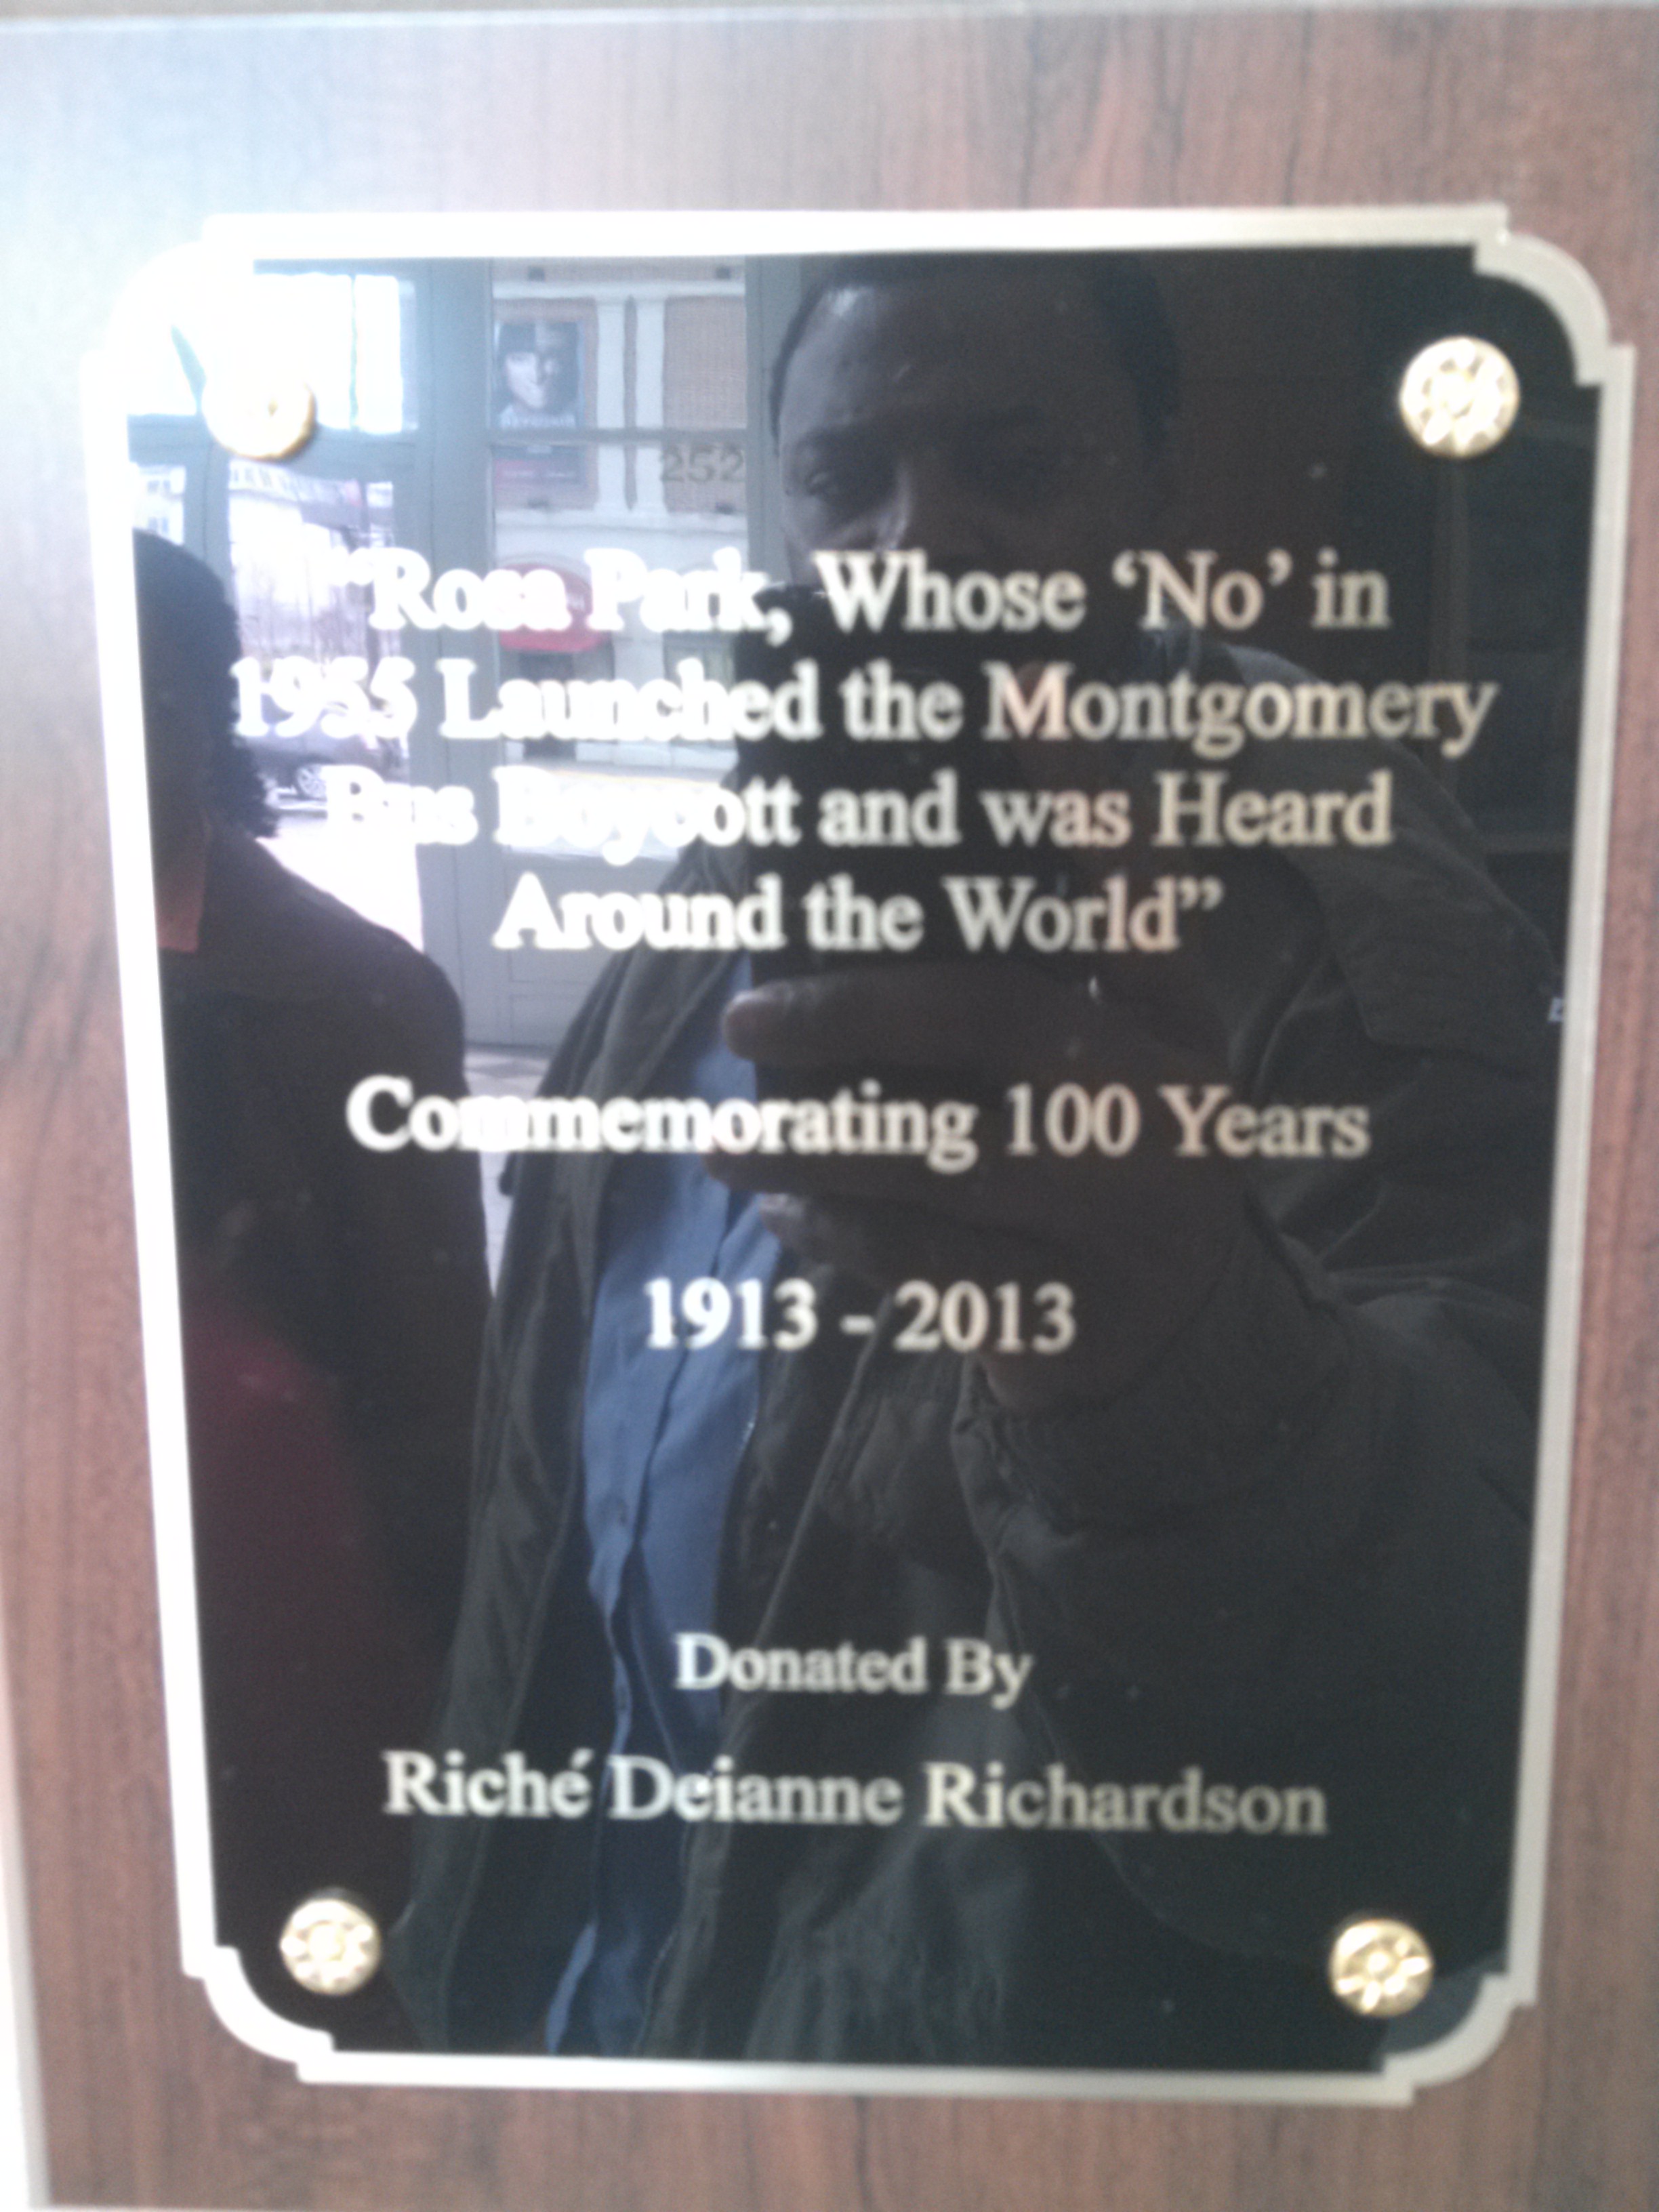 252
“Rosa Park, Whose ‘No’ in
1955 Launched the Montgomery
Bus Boycott and was Heard
Around the World”
Commemorating 100 Years
1913 - 2013
Donated By
Riché Deianne Richardson